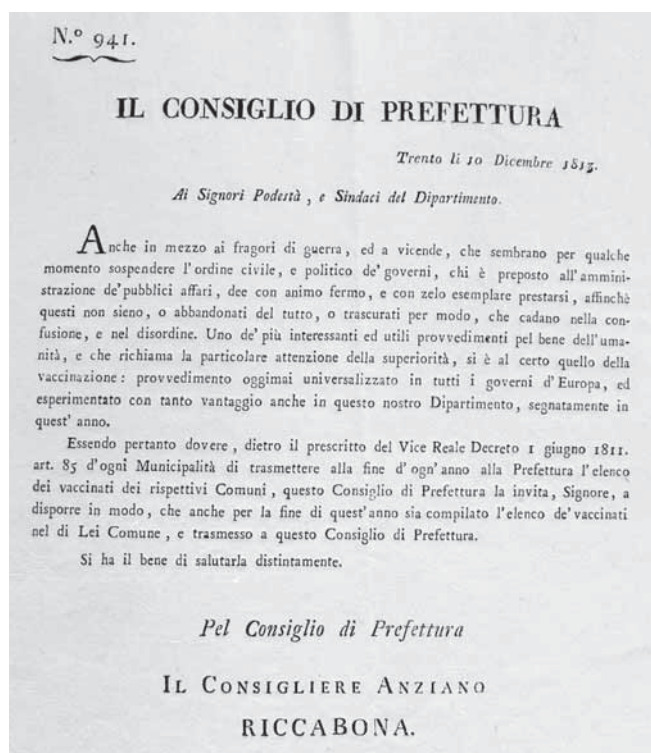 N.º 941.
IL CONSIGLIO DI PREFETTURA
Trento li 10 Dicembre 1813.
Ai Signori Podestà , e Sindaci del Dipartimento.
Anche in mezzo ai fragori di guerra , ed a vicende , che sembrano per qualche
momento sospendere l'ordine civile, e politico de'governi, chi è preposto all'ammini-
strazione de'pubblici affari, dee con animo fermo, e con zelo esemplare prestarsi, affinchè
questi non sieno, o abbandonati del tutto, o trascurati per modo, che cadano nella con-
fusione, e nel disordine. Uno de'più interessanti ed utili provvedimenti pel bene dell'uma-
nità, e che richiama la particolare attenzione della superiorità, si è al certo quello della
vaccinazione : provvedimento oggimai universalizzato in tutti i governi d'Europa, ed
esperimentato con tanto vantaggio anche in questo nostro Dipartimento, segnatamente in
quest' anno.
Essendo pertanto dovere , dietro il prescritto del Vice Reale Decreto 1 giugno 1811.
art. 85 d'ogni Municipalità di trasmettere alla fine d'ogn'anno alla Prefettura l'elenco
dei vaccinati dei rispettivi Comuni , questo Consiglio di Prefettura la invita, Signore, a
disporre in modo, che anche per la fine di quest'anno sia compilato l'elenco de'vaccinati
nel di Lei Comune , e trasmesso a questo Consiglio di Prefettura.
Si ha il bene di salutarla distintamente.
Pel Consiglio di Prefettura
IL CONSIGLIERE ANZIANO
RICCABONA.